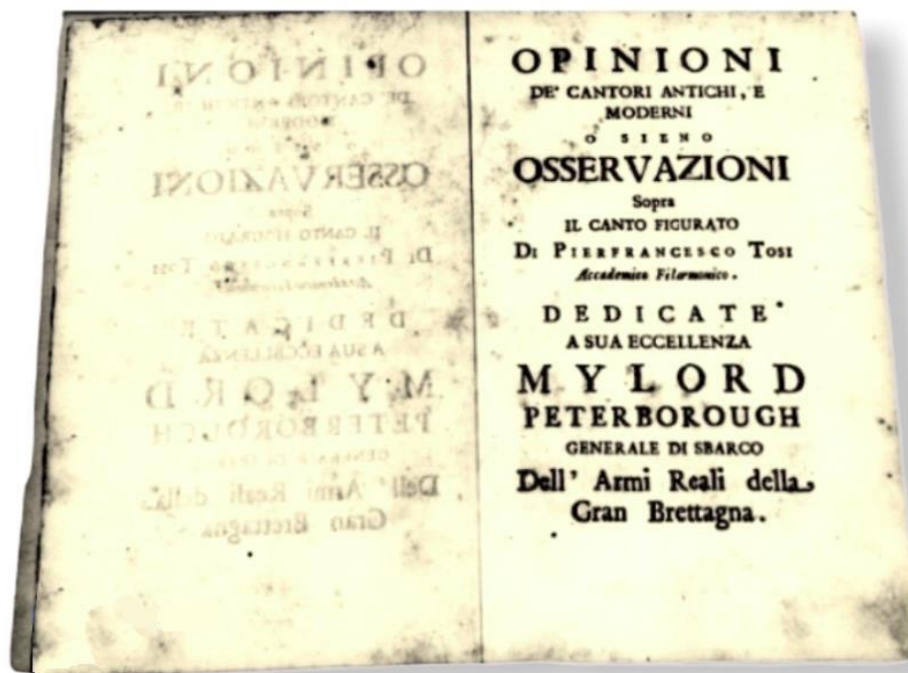 OPINIONI
DE' CANTORI ANTICHI, E
MODERNI
O SIENO
OSSERVAZIONI
Sopra
IL CANTO FIGURATO
DI PIERFRANCESCO TOSI
Accademico Filarmonico.
DEDICATE
A SUA ECCELLENZA
MYLORD
PETERBOROUGH
GENERALE DI SBARCO
Dell' Armi Reali della
Gran Brettagna.